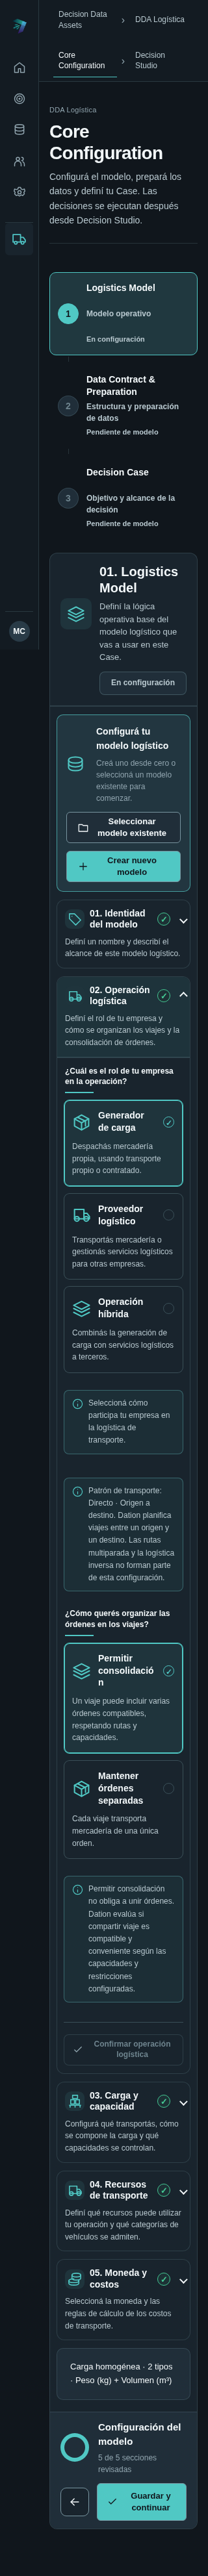 Decision Data
Assets
DDA Logística
Core
Configuration
Decision
Studio
DDA Logística
Core
Configuration
Configurá el modelo, prepará los
datos y definí tu Case. Las
decisiones se ejecutan después
desde Decision Studio.
Logistics Model
1
Modelo operativo
En configuración
Data Contract &
Preparation
2
Estructura y preparación
de datos
Pendiente de modelo
Decision Case
3
Objetivo y alcance de la
decisión
Pendiente de modelo
MC
01. Logistics
Model
Definí la lógica
operativa base del
modelo logístico que
vas a usar en este
Case.
En configuración
Configurá tu
modelo logístico
Creá uno desde cero o
seleccioná un modelo
existente para
comenzar.
Seleccionar
modelo existente
Crear nuevo
modelo
01. Identidad
del modelo
Definí un nombre y describí el
alcance de este modelo logístico.
02. Operación
logística
Definí el rol de tu empresa y
cómo se organizan los viajes y la
consolidación de órdenes.
¿Cuál es el rol de tu empresa
en la operación?
Generador
de carga
Despachás mercadería
propia, usando transporte
propio o contratado.
Proveedor
logístico
Transportás mercadería o
gestionás servicios logísticos
para otras empresas.
Operación
híbrida
Combinás la generación de
carga con servicios logísticos
a terceros.
Seleccioná cómo
participa tu empresa en
la logística de
transporte.
Patrón de transporte:
Directo · Origen a
destino. Dation planifica
viajes entre un origen y
un destino. Las rutas
multiparada y la logística
inversa no forman parte
de esta configuración.
¿Cómo querés organizar las
órdenes en los viajes?
Permitir
consolidació
n
Un viaje puede incluir varias
órdenes compatibles,
respetando rutas y
capacidades.
Mantener
órdenes
separadas
Cada viaje transporta
mercadería de una única
orden.
Permitir consolidación
no obliga a unir órdenes.
Dation evalúa si
compartir viaje es
compatible y
conveniente según las
capacidades y
restricciones
configuradas.
Confirmar operación
logística
03. Carga y
capacidad
Configurá qué transportás, cómo
se compone la carga y qué
capacidades se controlan.
04. Recursos
de transporte
Definí qué recursos puede utilizar
tu operación y qué categorías de
vehículos se admiten.
05. Moneda y
costos
Seleccioná la moneda y las
reglas de cálculo de los costos
de transporte.
Carga homogénea · 2 tipos
· Peso (kg) + Volumen (m³)
Configuración del
modelo
5 de 5 secciones
revisadas
Guardar y
continuar